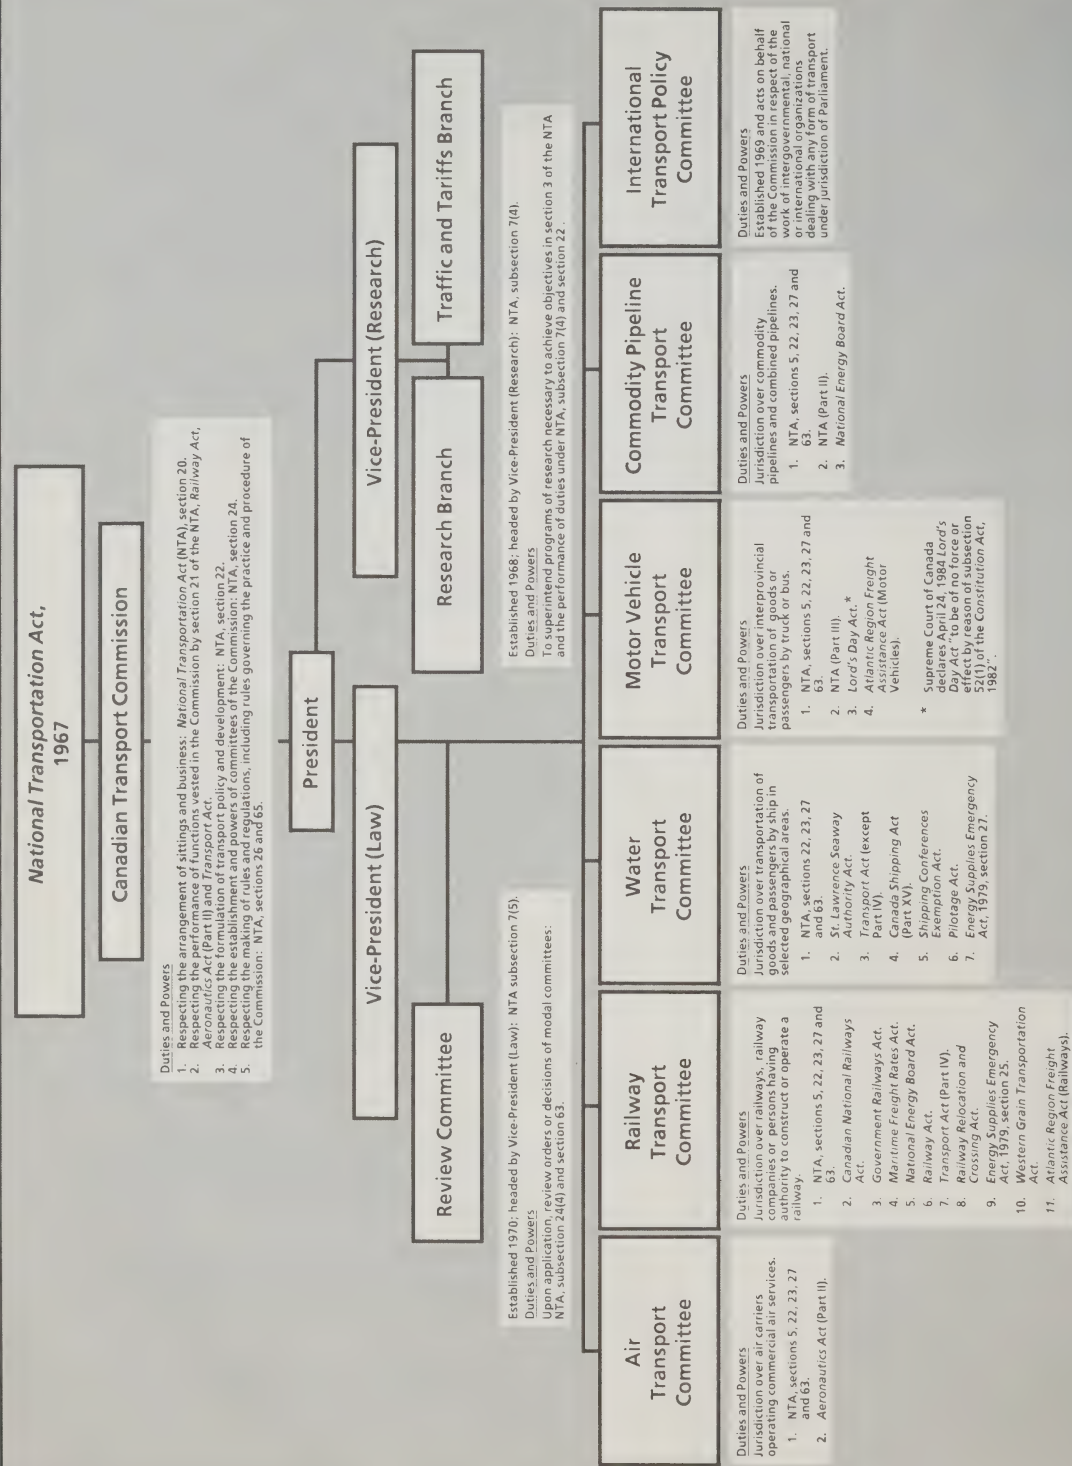 National Transportation Act,
1967
Canadian Transport Commission
Duties and Powers
1. Respecting the arrangement of sittings and business: National Transportation Act (NTA), section 20.
2. Respecting the performance of functions vested in the Commission by section 21 of the NTA, Railway Act,
Aeronautics Act (Part II) and Transport Act.
3. Respecting the formulation of transport policy and development: NTA, section 22.
4. Respecting the establishment and powers of committees of the Commission: NTA, section 24.
5. Respecting the making of rules and regulations, including rules governing the practice and procedure of
the Commission: NTA, sections 26 and 65.
President
Vice-President (Law)
Vice-President (Research)
Review Committee
Research Branch
Traffic and Tariffs Branch
Established 1970; headed by Vice-President (Law): NTA subsection 7(5).
Duties and Powers
Upon application, review orders or decisions of modal committees:
NTA, subsection 24(4) and section 63.
Established 1968; headed by Vice-President (Research): NTA, subsection 7(4).
Duties and Powers
To superintend programs of research necessary to achieve objectives in section 3 of the NTA
and the performance of duties under NTA, subsection 7(4) and section 22.
Air
Transport
Committee
Duties and Powers
Jurisdiction over air carriers
operating commercial air services.
1. NTA, sections 5, 22, 23, 27
and 63.
2. Aeronautics Act (Part II).
Railway
Transport
Committee
Duties and Powers
Jurisdiction over railways, railway
companies or persons having
authority to construct or operate a
railway.
1. NTA, sections 5, 22, 23, 27 and
63.
2. Canadian National Railways
Act.
3 Government Railways Act.
4. Maritime Freight Rates Act.
5. National Energy Board Act.
6. Railway Act.
7. Transport Act (Part IV).
8. Railway Relocation and
Crossing Act.
9. Energy Supplies Emergency
Act, 1979, section 25.
10. Western Grain Transportation
Act.
11. Atlantic Region Freight
Assistance Act (Railways).
Water
Transport
Committee
Duties and Powers
Jurisdiction over transportation of
goods and passengers by ship in
selected geographical areas.
1. NTA, sections 22, 23, 27
and 63.
2. St. Lawrence Seaway
Authority Act.
3. Transport Act (except
Part IV).
4. Canada Shipping Act
(Part XV).
5. Shipping Conferences
Exemption Act.
6. Pilotage Act.
7. Energy Supplies Emergency
Act, 1979, section 27.
Motor Vehicle
Transport
Committee
Duties and Powers
Jurisdiction over interprovincial
transportation of goods or
passengers by truck or bus.
1. NTA, sections 5, 22, 23, 27 and
63.
2. NTA (Part III).
3. Lord's Day Act. *
4. Atlantic Region Freight
Assistance Act (Motor
Vehicles).
* Supreme Court of Canada
declares April 24, 1984 Lord's
Day Act "to be of no force or
effect by reason of subsection
52(1) of the Constitution Act,
1982".
Commodity Pipeline
Transport
Committee
Duties and Powers
Jurisdiction over commodity
pipelines and combined pipelines.
1. NTA, sections 5, 22, 23, 27 and
63.
2. NTA (Part II).
3. National Energy Board Act.
International
Transport Policy
Committee
Duties and Powers
Established 1969 and acts on behalf
of the Commission in respect of the
work of intergovernmental, national
or international organizations
dealing with any form of transport
under jurisdiction of Parliament.